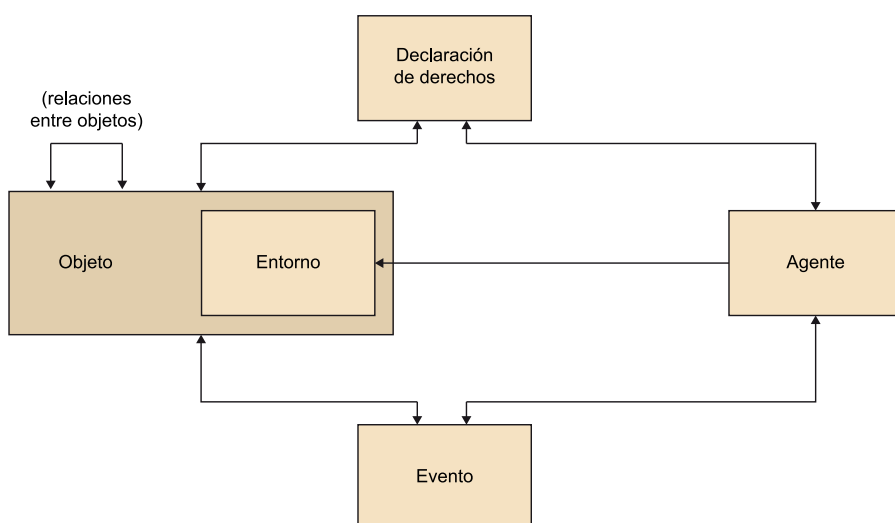 Declaración
de derechos
(relaciones
entre objetos)
Objeto
Entorno
Agente
Evento